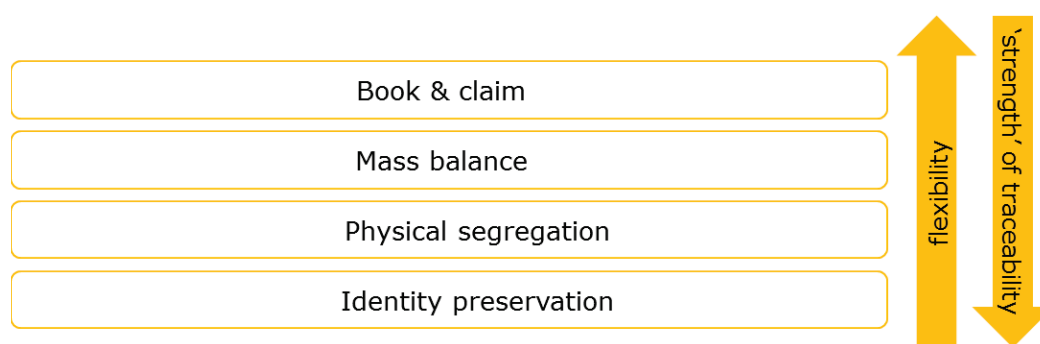 Book & claim
Mass balance
Physical segregation
Identity preservation
flexibility
‘strength’ of traceability